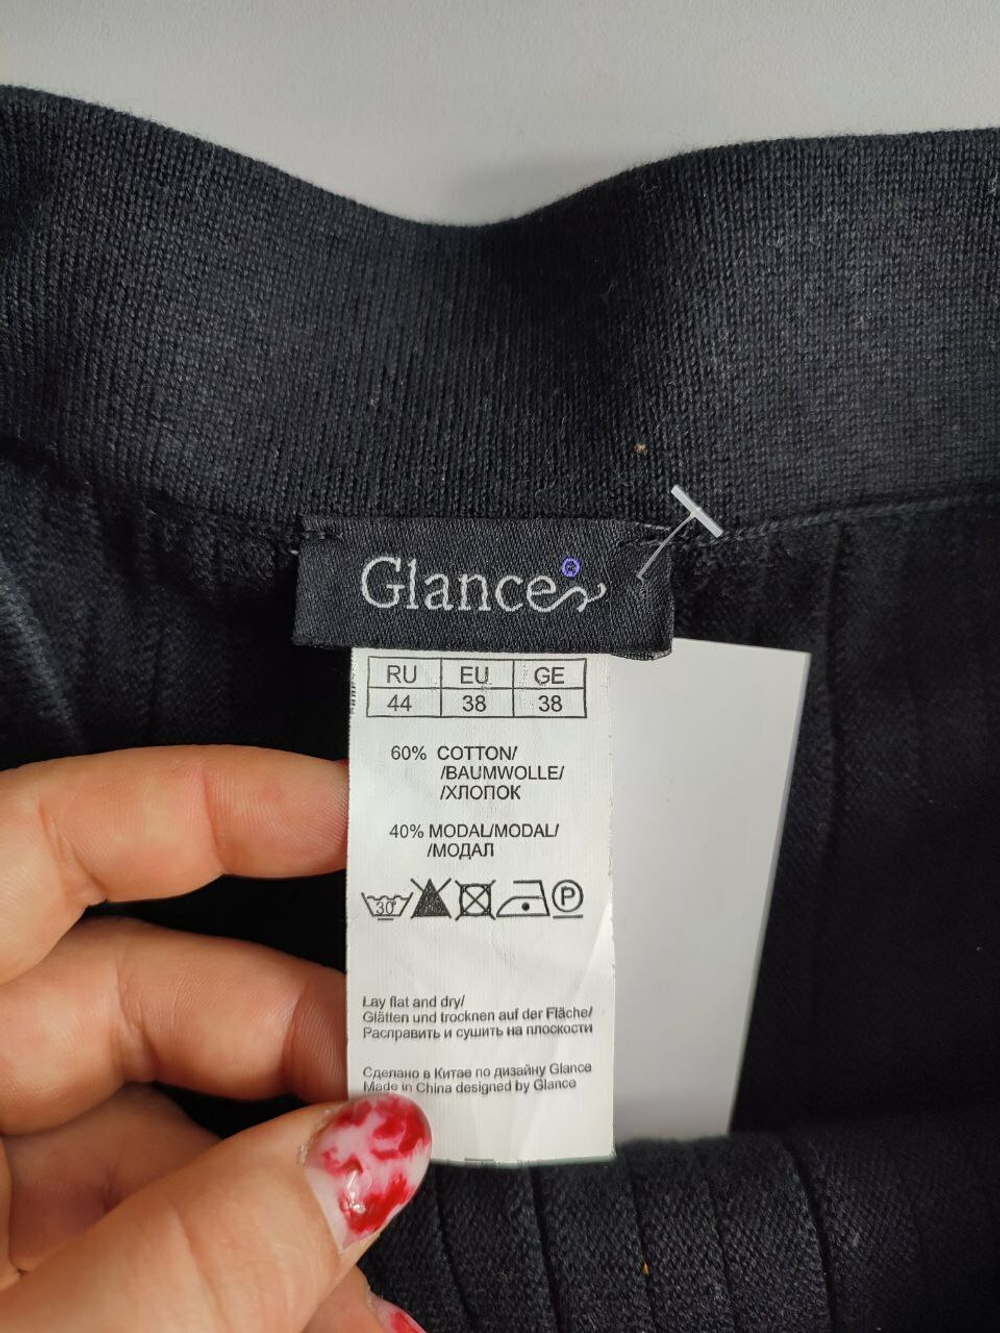 Glance ®
RU EU GE
44 38 38
60% COTTON/
/BAUMWOLLE/
/ХЛОПОК
40% MODAL/MODAL/
/МОДАЛ
30° P
Lay flat and dry/
Glätten und trocknen auf der Fläche/
Расправить и сушить на плоскости
Сделано в Китае по дизайну Glance
Made in China designed by Glance